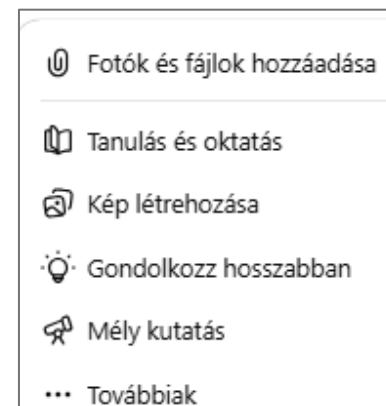 Fotók és fájlok hozzáadása
Tanulás és oktatás
Kép létrehozása
Gondolkozz hosszabban
Mély kutatás
Továbbiak